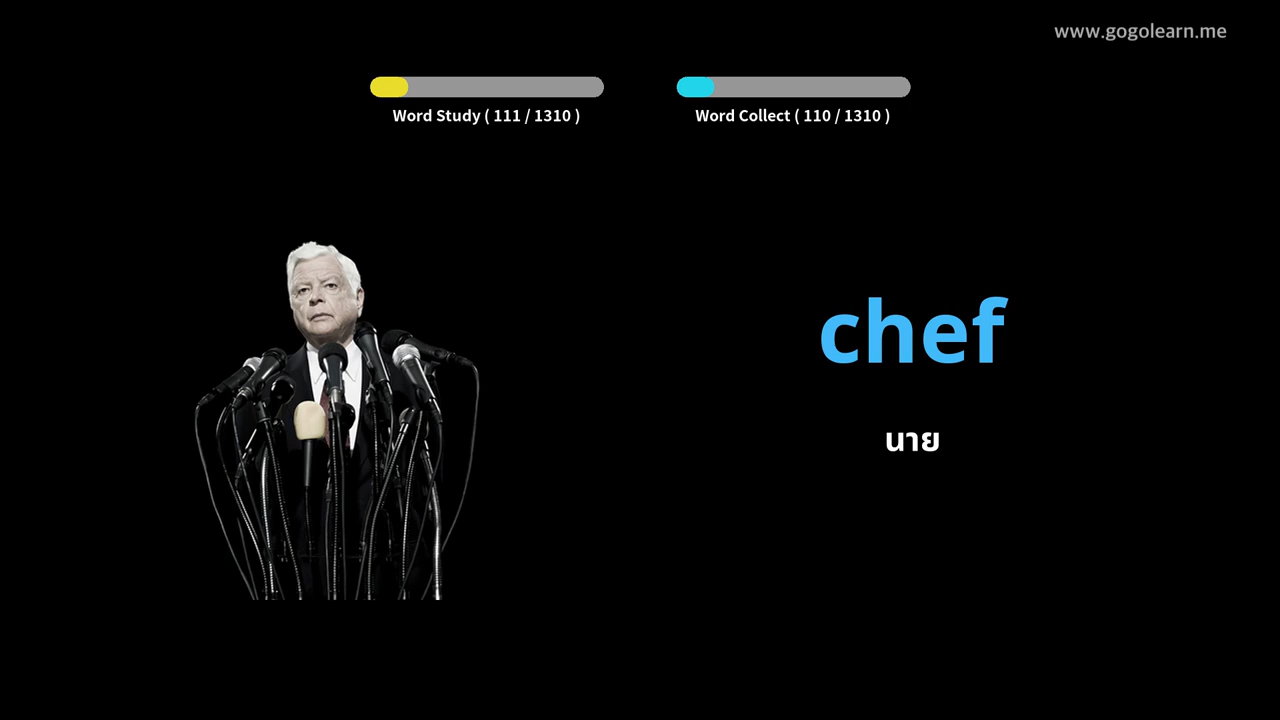 www.gogolearn.me
Word Study ( 111 / 1310 )
Word Collect ( 110 / 1310 )
chef
นาย